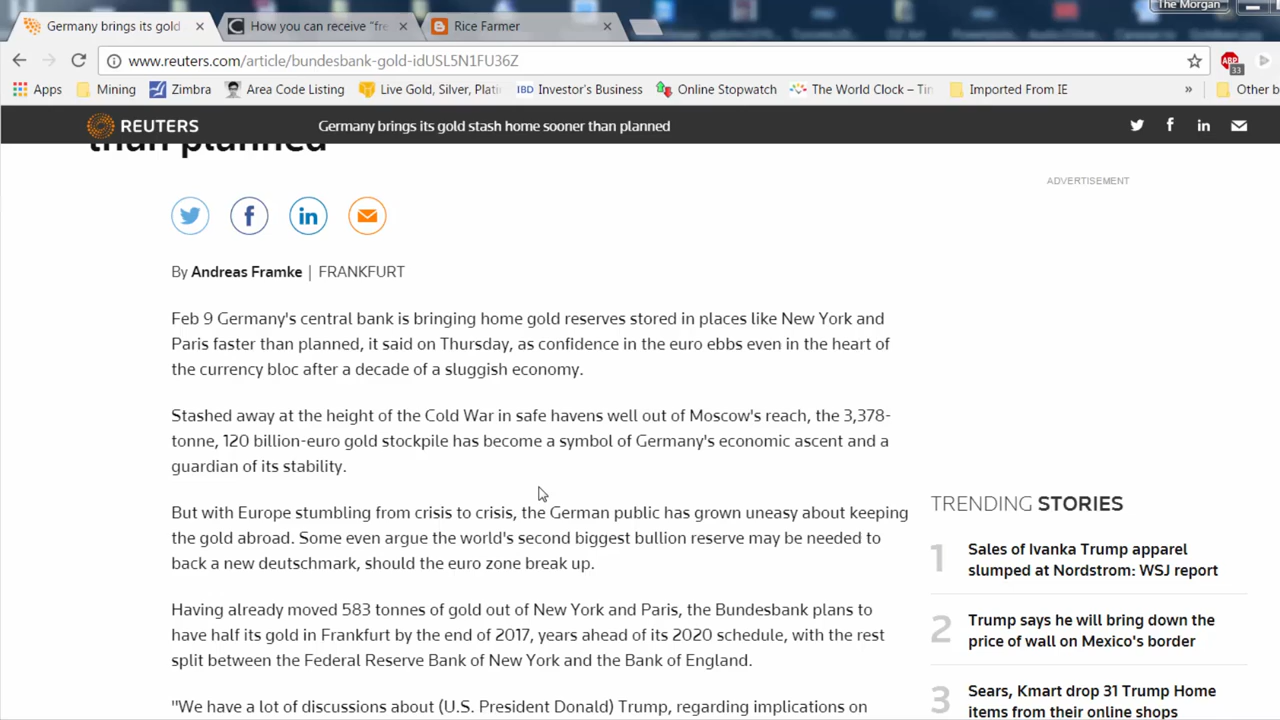 The Morgan
Germany brings its gold
How you can receive "fre
Rice Farmer
www.reuters.com/article/bundesbank-gold-idUSL5N1FU36Z
ABP
33
Apps
Mining
Zimbra
Area Code Listing
Live Gold, Silver, Plati
IBD Investor's Business
Online Stopwatch
The World Clock – Tin
Imported From IE
»
Other b
REUTERS
Germany brings its gold stash home sooner than planned
than planned
ADVERTISEMENT
By Andreas Framke | FRANKFURT
Feb 9 Germany's central bank is bringing home gold reserves stored in places like New York and
Paris faster than planned, it said on Thursday, as confidence in the euro ebbs even in the heart of
the currency bloc after a decade of a sluggish economy.
Stashed away at the height of the Cold War in safe havens well out of Moscow's reach, the 3,378-
tonne, 120 billion-euro gold stockpile has become a symbol of Germany's economic ascent and a
guardian of its stability.
But with Europe stumbling from crisis to crisis, the German public has grown uneasy about keeping
the gold abroad. Some even argue the world's second biggest bullion reserve may be needed to
back a new deutschmark, should the euro zone break up.
Having already moved 583 tonnes of gold out of New York and Paris, the Bundesbank plans to
have half its gold in Frankfurt by the end of 2017, years ahead of its 2020 schedule, with the rest
split between the Federal Reserve Bank of New York and the Bank of England.
"We have a lot of discussions about (U.S. President Donald) Trump, regarding implications on
TRENDING STORIES
1
Sales of Ivanka Trump apparel
slumped at Nordstrom: WSJ report
2
Trump says he will bring down the
price of wall on Mexico's border
3
Sears, Kmart drop 31 Trump Home
items from their online shops